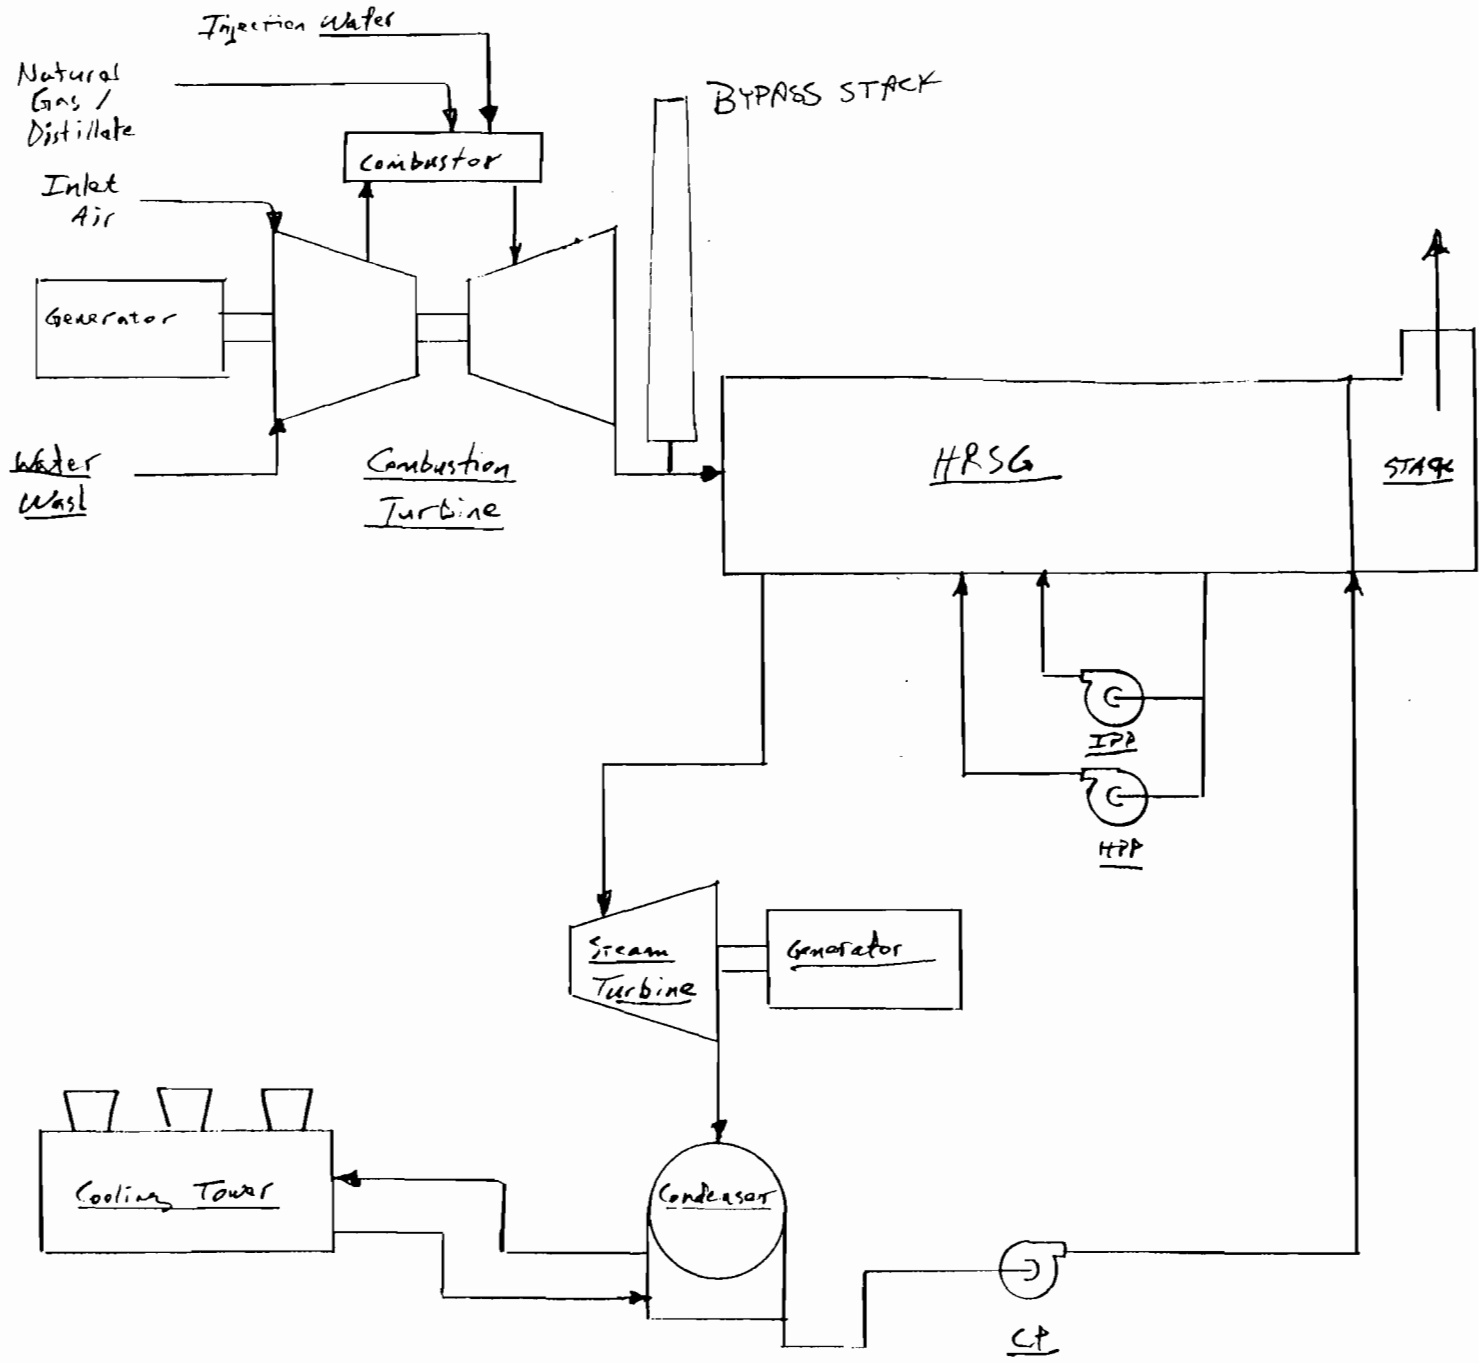 Injection Water
Natural
Gas /
Distillate
BYPASS STACK
Combustor
Inlet
Air
Generator
Water
Wash
Combustion
Turbine
HRSG
STACK
IPP
HPP
Steam
Turbine
Generator
Cooling Tower
Condenser
CP